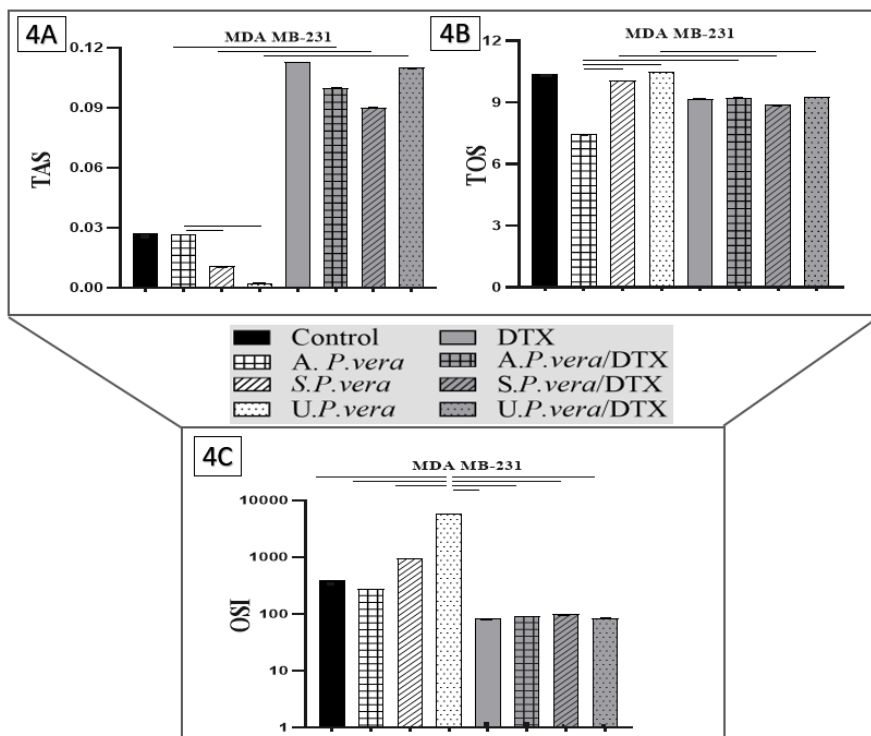 4A
MDA MB-231
TAS
0.12
0.09
0.06
0.03
0.00
4B
MDA MB-231
TOS
12
9
6
3
0
Control
A. P.vera
S.P.vera
U.P.vera
DTX
A.P.vera/DTX
S.P.vera/DTX
U.P.vera/DTX
4C
MDA MB-231
OSI
10000
1000
100
10
1